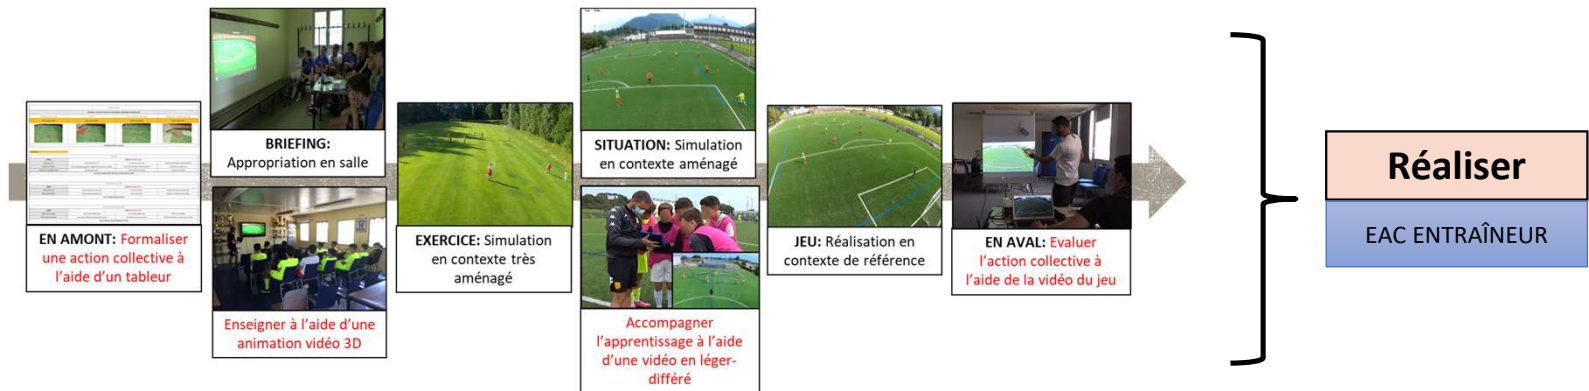 BRIEFING:
Appropriation en salle
SITUATION: Simulation
en contexte aménagé
EN AMONT: Formaliser
une action collective à
l'aide d'un tableur
EXERCICE: Simulation
en contexte très
aménagé
JEU: Réalisation en
contexte de référence
EN AVAL: Evaluer
l'action collective à
l'aide de la vidéo du jeu
Enseigner à l'aide d'une
animation vidéo 3D
Accompagner
l'apprentissage à l'aide
d'une vidéo en léger-
différé
Réaliser
EAC ENTRAÎNEUR